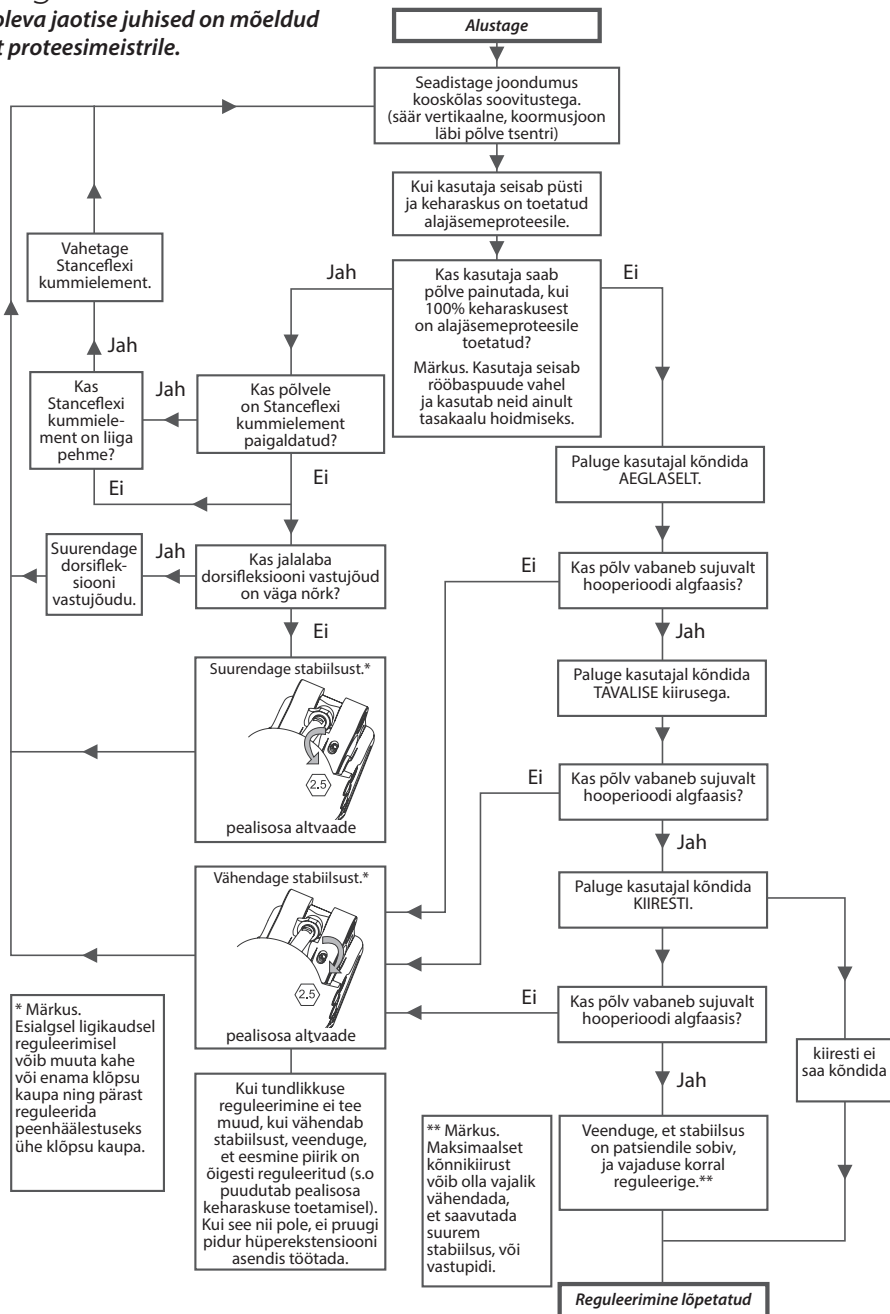 oleva jaotise juhised on mõeldud
t proteesimeistrile.
Alustage
Seadistage joondumus
kooskõlas soovitustega.
(säär vertikaalne, koormusjoon
läbi põlve tsentri)
Kui kasutaja seisab püsti
ja keharaskus on toetatud
alajäsemeproteesile.
Vahetage
Stanceflexi
kummielement.
Jah
Kas kasutaja saab
põlve painutada, kui
100% keharaskusest
on alajäsemeproteesile
toetatud?
Märkus. Kasutaja seisab
rööbaspuude vahel
ja kasutab neid ainult
tasakaalu hoidmiseks.
Ei
Jah
Kas
Stanceflexi
kummiele-
ment on liiga
pehme?
Jah
Kas põlvele
on Stanceflexi
kummielement
paigaldatud?
Ei
Ei
Paluge kasutajal kõndida
AEGLASELT.
Suurendage
dorsiflek-
siooni
vastujõudu.
Jah
Kas jalalaba
dorsifleksiooni vastujõud
on väga nõrk?
Ei
Ei
Kas põlv vabaneb sujuvalt
hooperioodi algfaasis?
Jah
Suurendage stabiilsust.*
2.5
pealisosa altvaade
Paluge kasutajal kõndida
TAVALISE kiirusega.
Ei
Kas põlv vabaneb sujuvalt
hooperioodi algfaasis?
Jah
Vähendage stabiilsust.*
2.5
pealisosa altvaade
Paluge kasutajal kõndida
KIIRESTI.
Ei
Kas põlv vabaneb sujuvalt
hooperioodi algfaasis?
Jah
kiiresti ei
saa kõndida
* Märkus.
Esialgsel ligikaudsel
reguleerimisel
võib muuta kahe
või enama klõpsu
kaupa ning pärast
reguleerida
peenhäälestuseks
ühe klõpsu kaupa.
Kui tundlikkuse
reguleerimine ei tee
muud, kui vähendab
stabiilsust, veenduge,
et eesmine piirik on
õigesti reguleeritud (s.o
puudutab pealisosa
keharaskuse toetamisel).
Kui see nii pole, ei pruugi
pidur hüperekstensiooni
asendis töötada.
** Märkus.
Maksimaalset
kõnnikiirust
võib olla vajalik
vähendada,
et saavutada
suurem
stabiilsus, või
vastupidi.
Veenduge, et stabiilsus
on patsiendile sobiv,
ja vajaduse korral
reguleerige.**
Reguleerimine lõpetatud